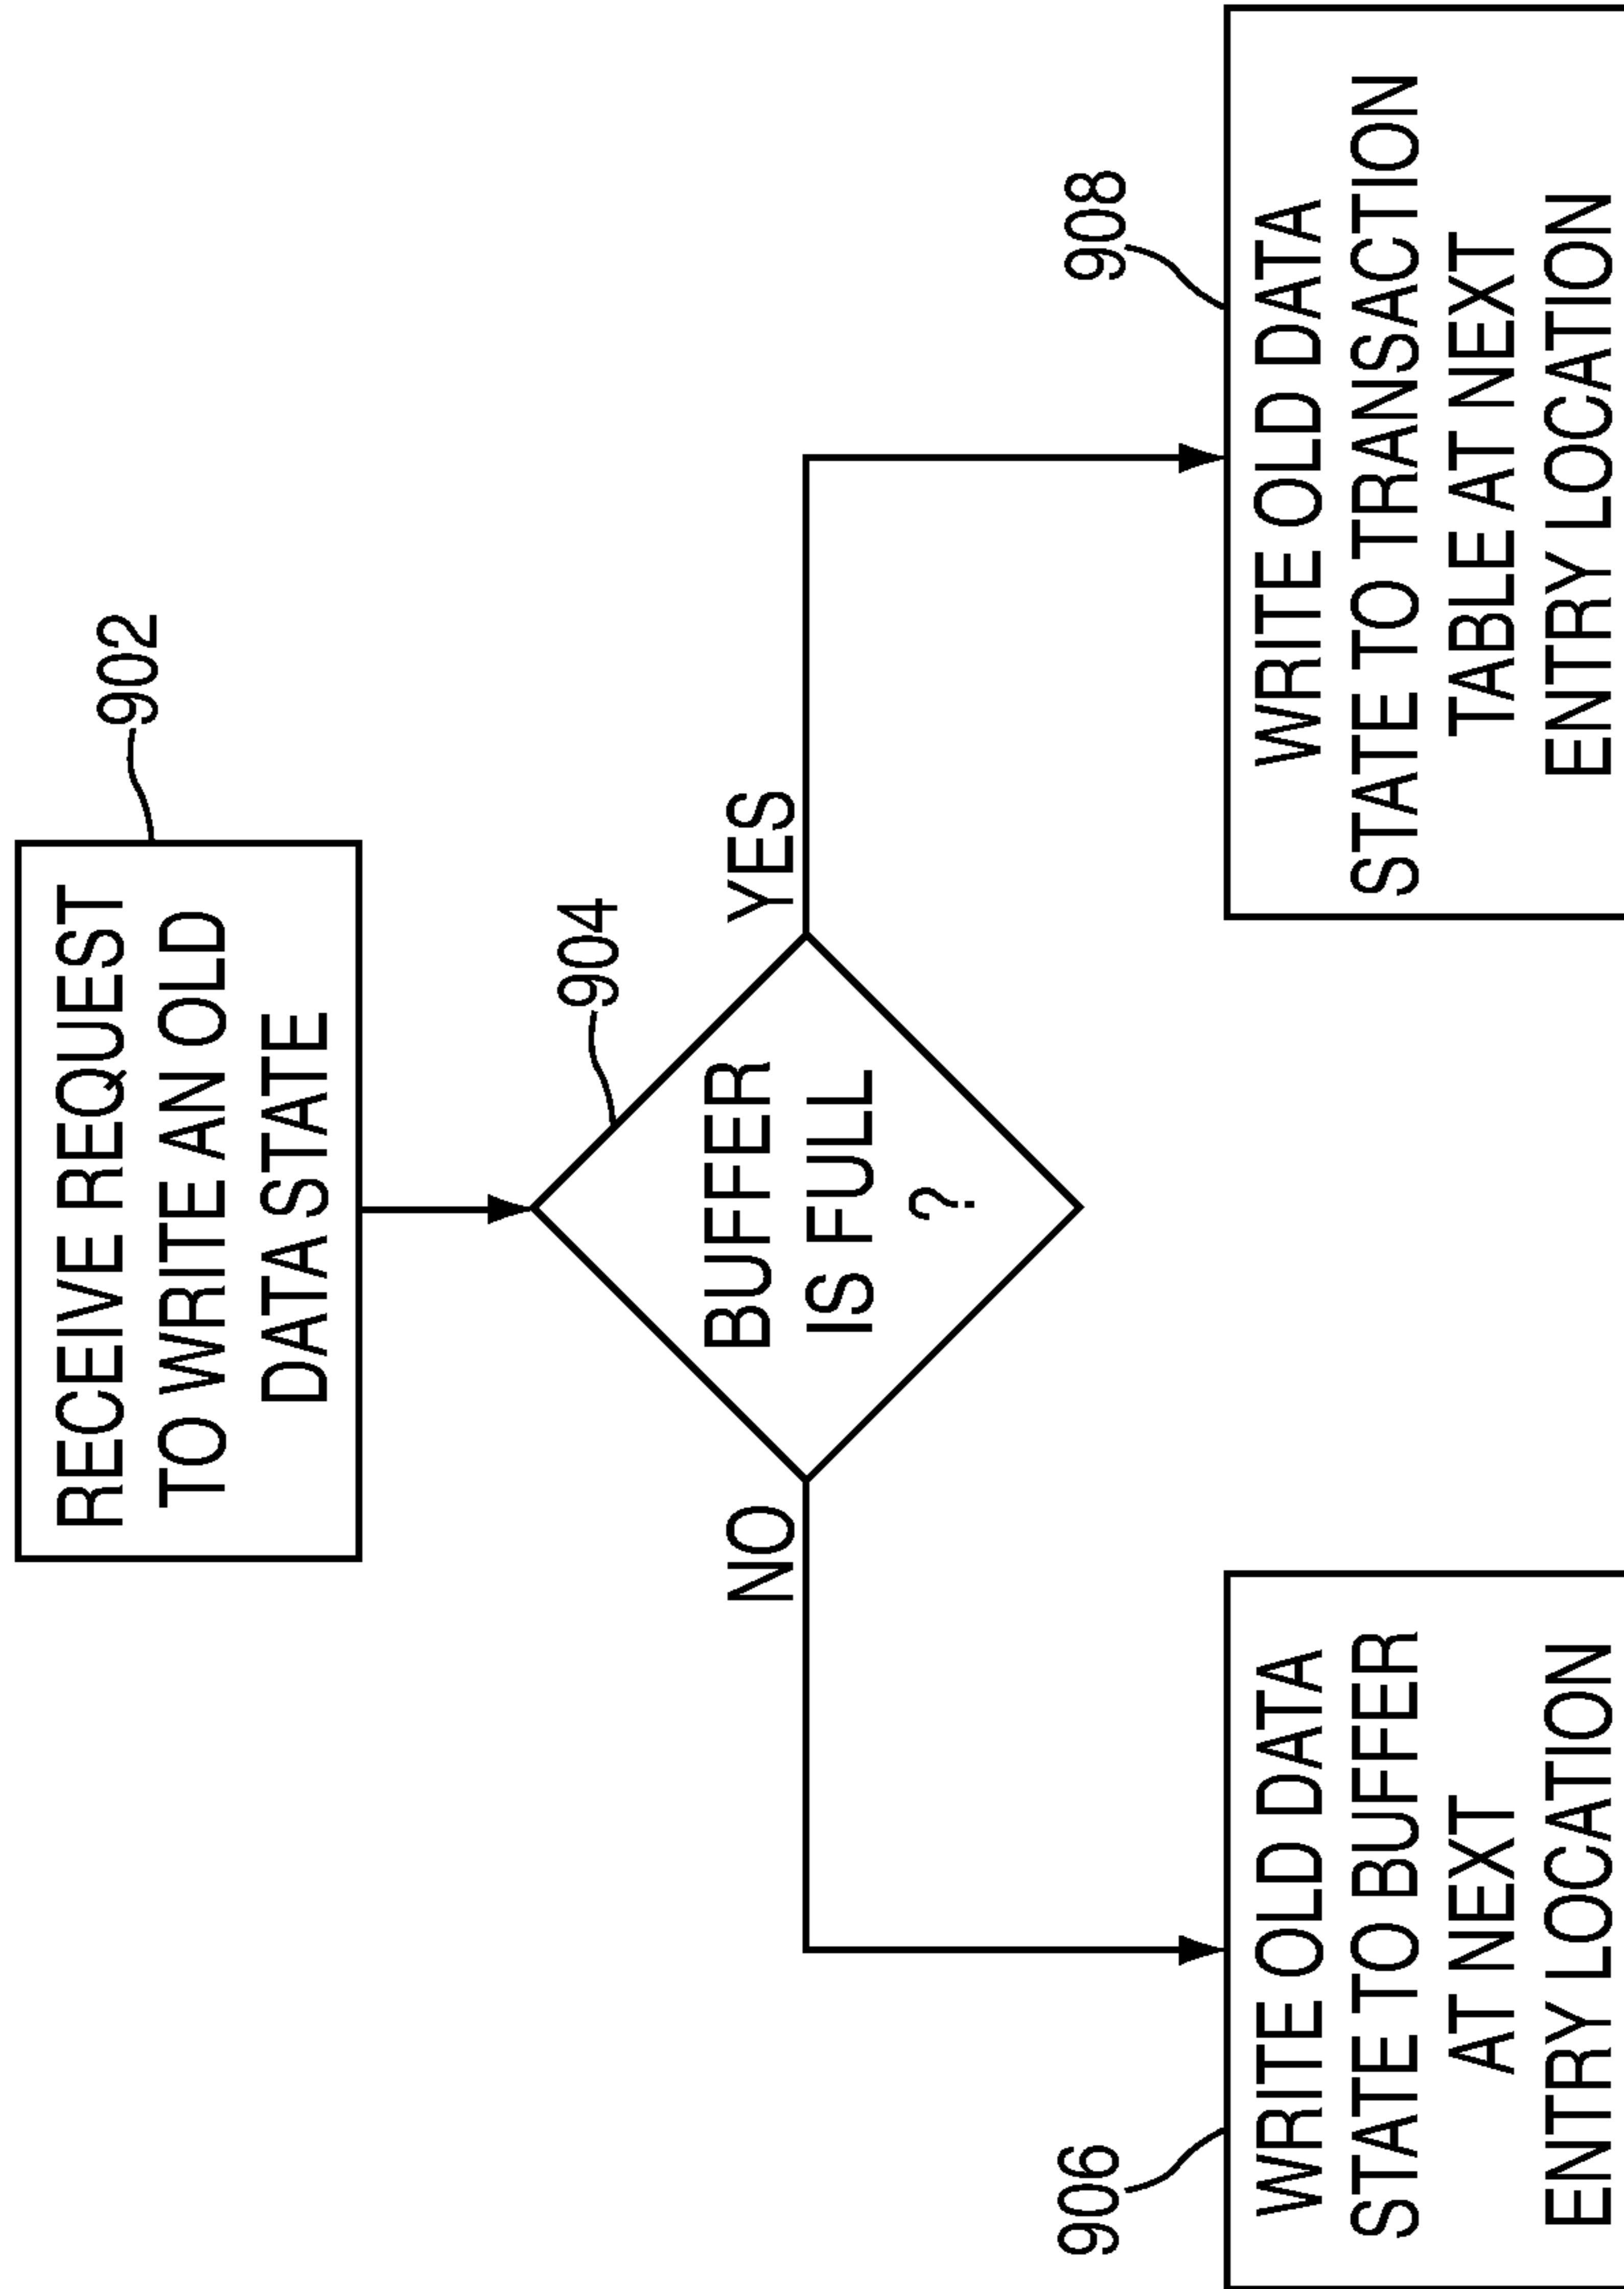 RECEIVE REQUEST
TO WRITE AN OLD
DATA STATE
902
904
BUFFER
IS FULL
?
NO
YES
906
WRITE OLD DATA
STATE TO BUFFER
AT NEXT
ENTRY LOCATION
908
WRITE OLD DATA
STATE TO TRANSACTION
TABLE AT NEXT
ENTRY LOCATION